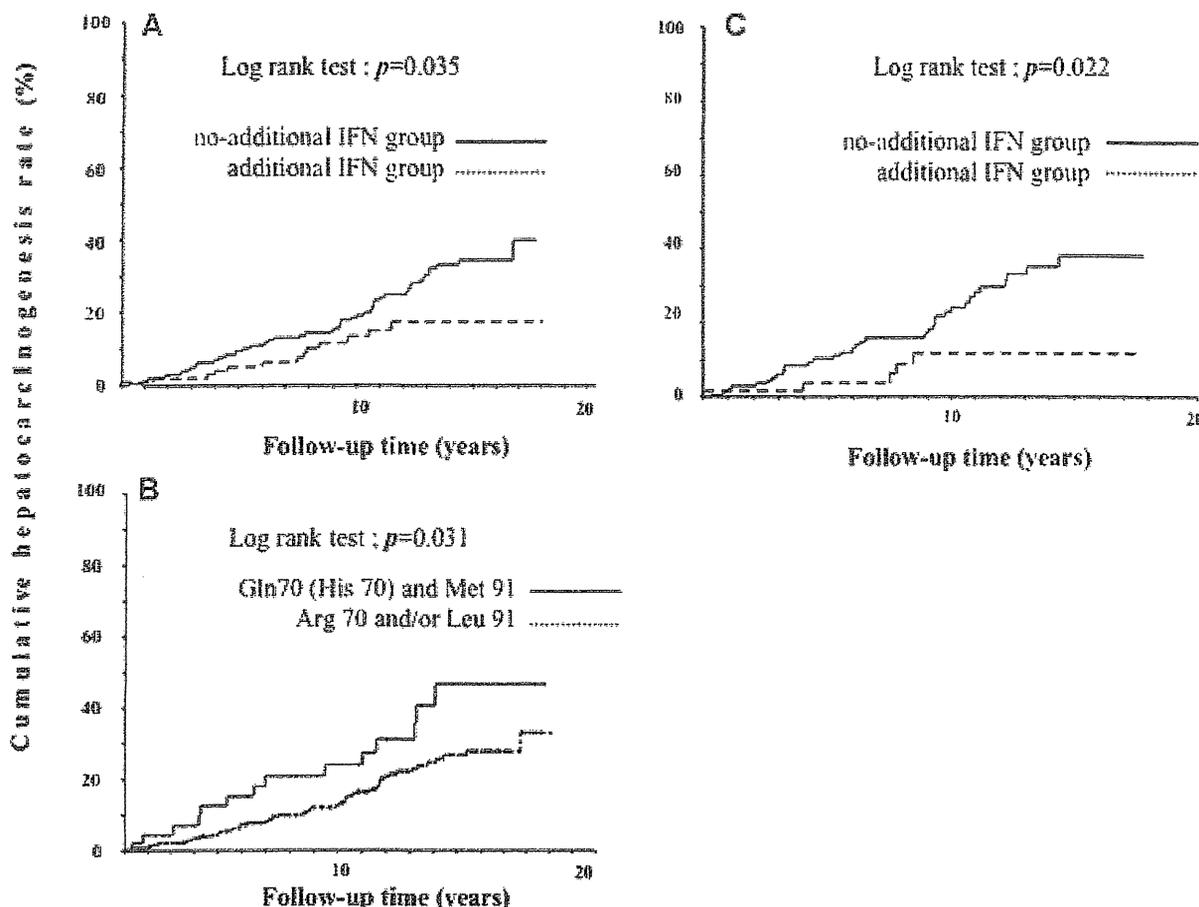 Cumulative hepatocarcinogenesis rate (%)
A
100
80
60
40
20
0
Log rank test : p=0.035
no-additional IFN group
additional IFN group
10
20
Follow-up time (years)
B
100
80
60
40
20
0
Log rank test ; p=0.031
Gln70 (His 70) and Met 91
Arg 70 and/or Leu 91
10
20
Follow-up time (years)
C
100
80
60
40
20
0
Log rank test ; p=0.022
no-additional IFN group
additional IFN group
10
20
Follow-up time (years)